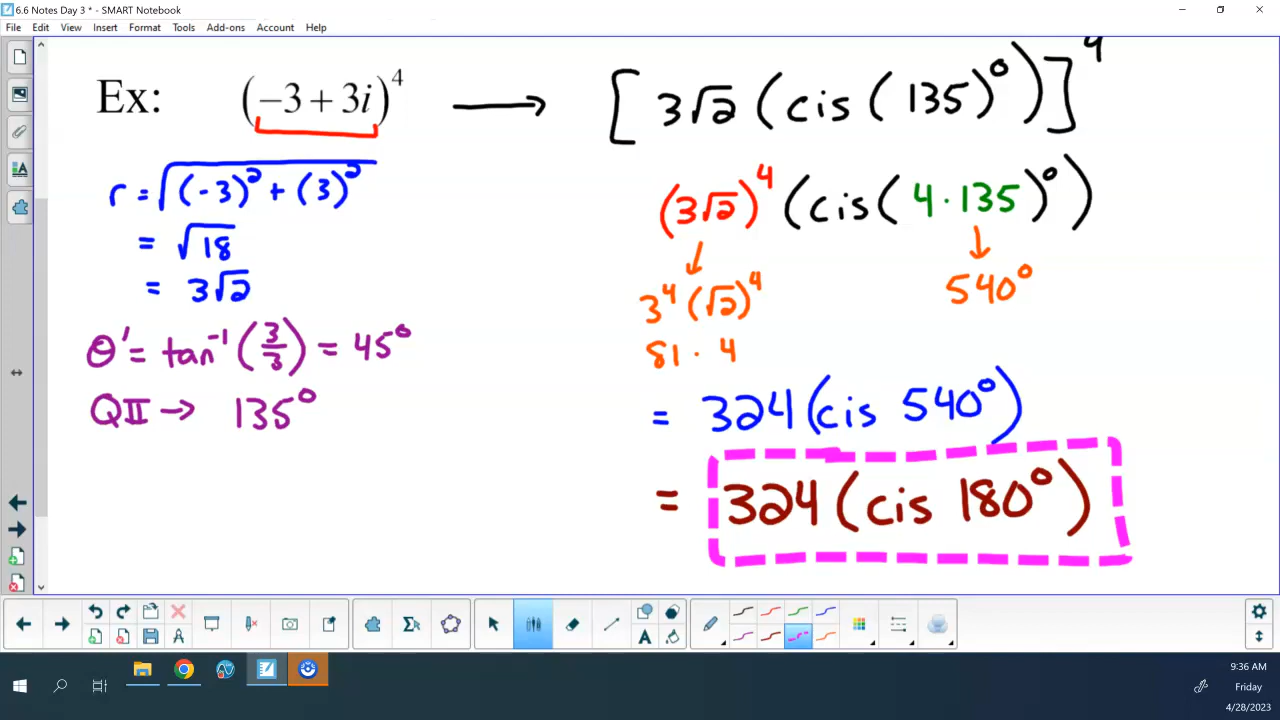 6.6 Notes Day 3 * - SMART Notebook
File Edit View Insert Format Tools Add-ons Account Help
Ex: (−3 + 3i)⁴ → [3√2 (cis (135)°)]⁴
r = √(-3)² + (3)²
= √18
= 3√2
θ' = tan⁻¹ (3/3) = 45°
QII → 135°
(3√2)⁴ (cis (4 · 135)°)
↓ ↓
3⁴ (√2)⁴ 540°
81 · 4
= 324 (cis 540°)
= 324 (cis 180°)
9:36 AM
Friday
4/28/2023